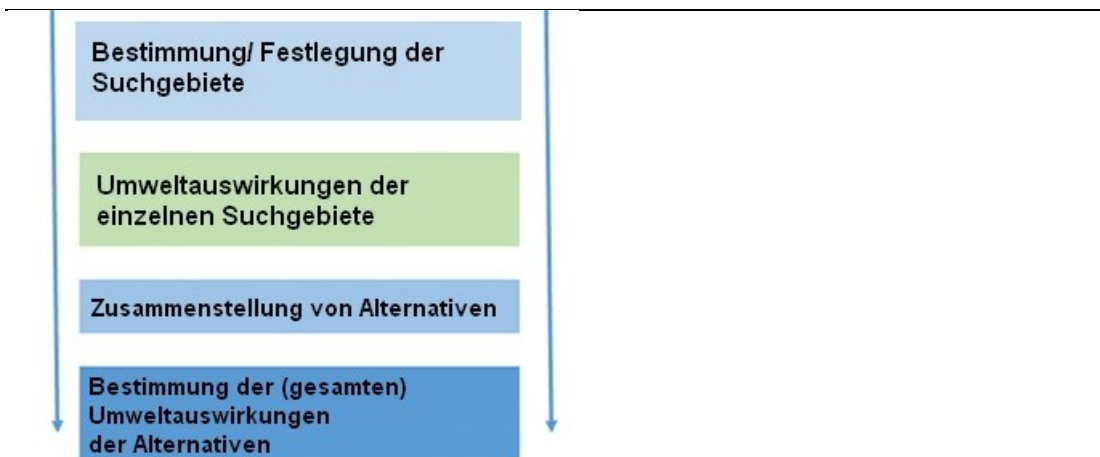 Bestimmung/ Festlegung der
Suchgebiete
Umweltauswirkungen der
einzelnen Suchgebiete
Zusammenstellung von Alternativen
Bestimmung der (gesamten)
Umweltauswirkungen
der Alternativen